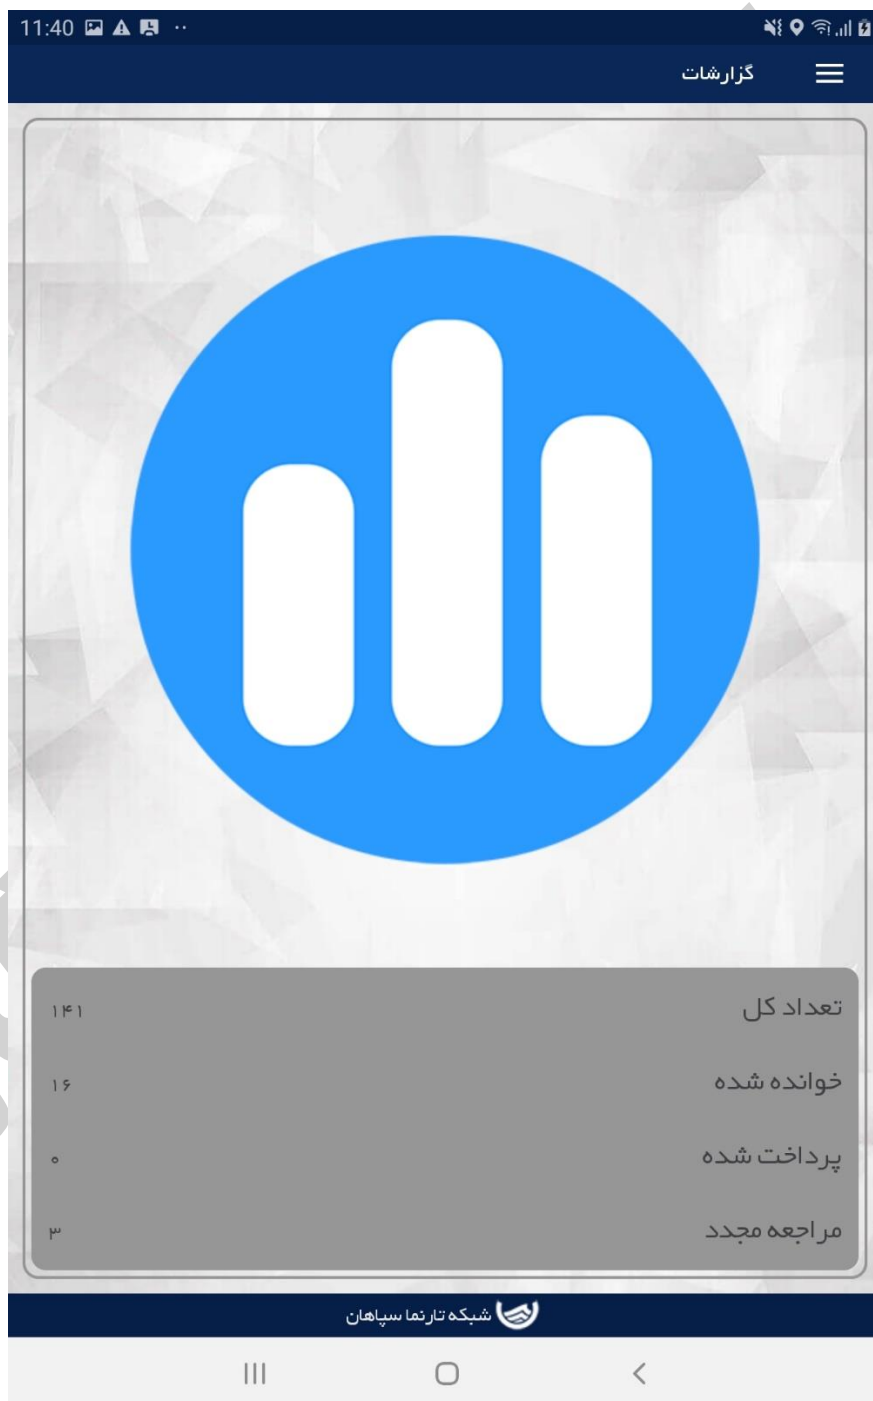 11:40
گزارشات
تعداد کل ۱۴۱
خوانده شده ۱۶
پرداخت شده ۰
مراجعه مجدد ۳
شبکه تارنما سپاهان